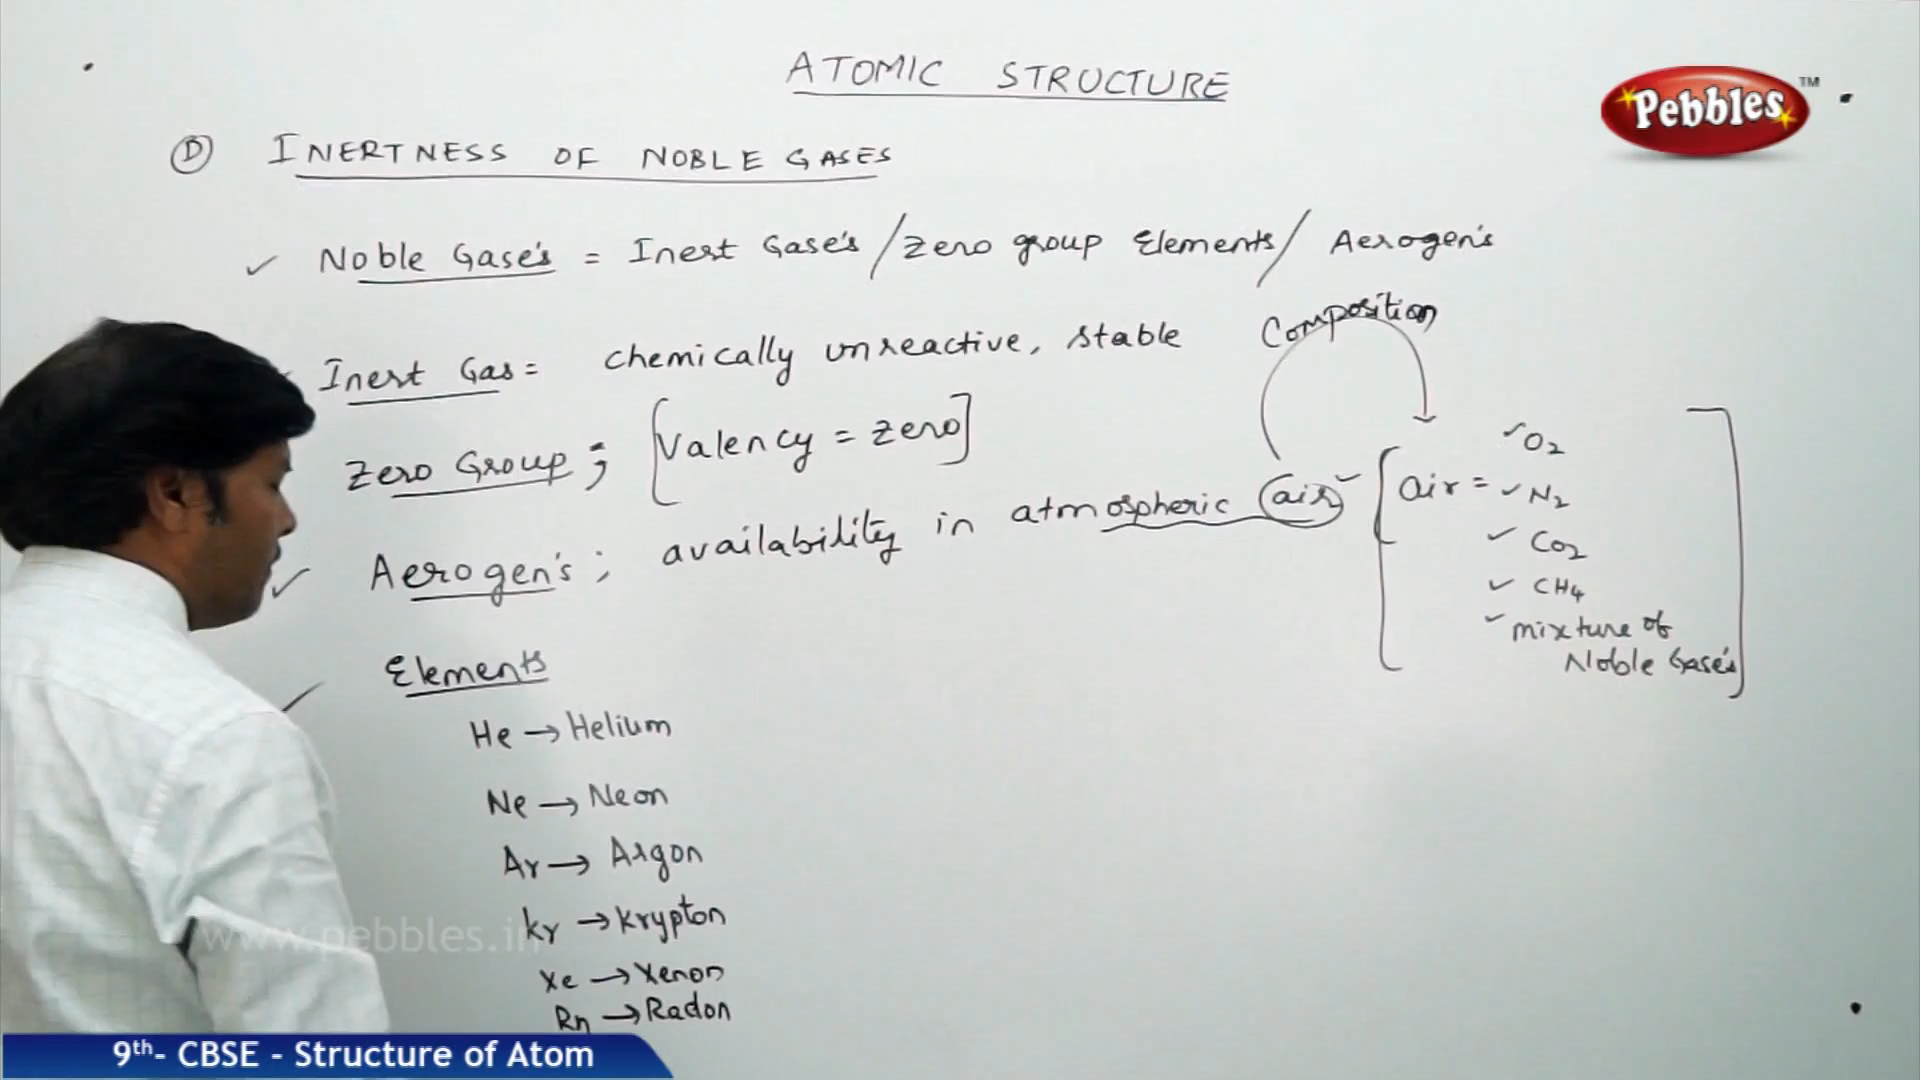 ATOMIC STRUCTURE
Pebbles TM
D INERTNESS OF NOBLE GASES
Noble Gase's = Inert Gase's / Zero group Elements / Aerogen's
Composition
Inert Gas = chemically unreactive, stable
Zero Group ; [Valency = zero]
Aerogen's ; availability in atmospheric air
air = O2
N2
CO2
CH4
mixture of
Noble Gase's
Elements
He → Helium
Ne → Neon
Ar → Argon
Kr → Krypton
Xe → Xenon
Rn → Radon
www.pebbles.in
9th- CBSE - Structure of Atom